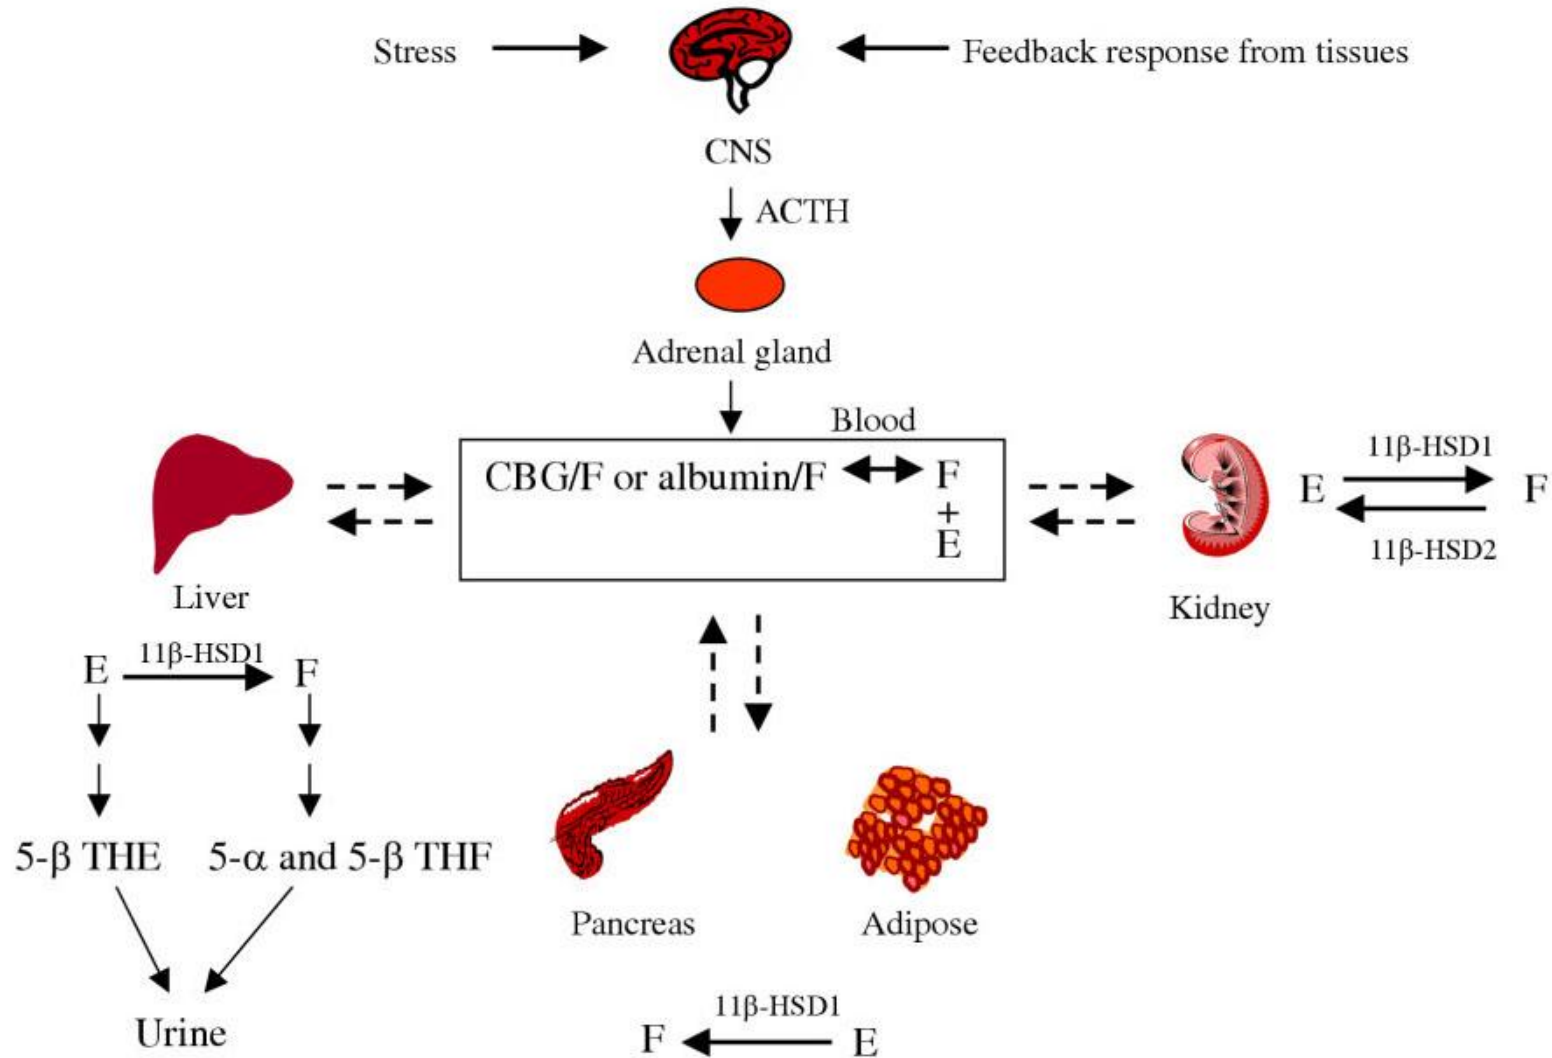 Stress
Feedback response from tissues
CNS
ACTH
Adrenal gland
Blood
CBG/F or albumin/F
F
+
E
Liver
E
11β-HSD1
F
5-β THE
5-α and 5-β THF
Urine
Kidney
E
11β-HSD1
F
11β-HSD2
Pancreas
Adipose
F
11β-HSD1
E